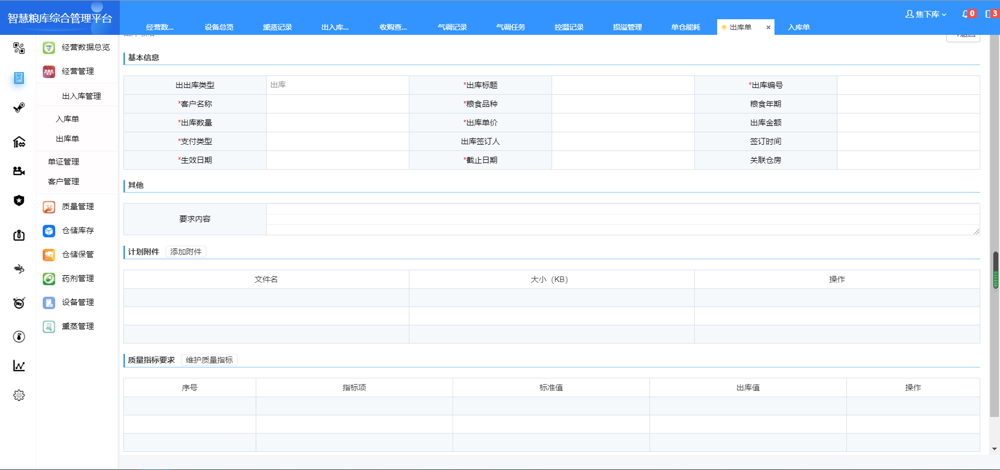 智慧粮库综合管理平台
焦下库
0
3
经营数... 设备总览 熏蒸记录 出入库... 收购查... 气调记录 气调任务 控温记录 损溢管理 单仓能耗 出库单 × 入库单
经营数据总览
经营管理
出入库管理
入库单
出库单
单证管理
客户管理
质量管理
仓储库存
仓储保管
药剂管理
设备管理
熏蒸管理
基本信息
出出库类型 出库 *出库标题 *出库编号
*客户名称 *粮食品种 粮食年期
*出库数量 *出库单价 出库金额
*支付类型 出库签订人 签订时间
*生效日期 *截止日期 关联仓房
其他
要求内容
计划附件 添加附件
文件名 大小（KB） 操作
质量指标要求 维护质量指标
序号 指标项 标准值 出库值 操作